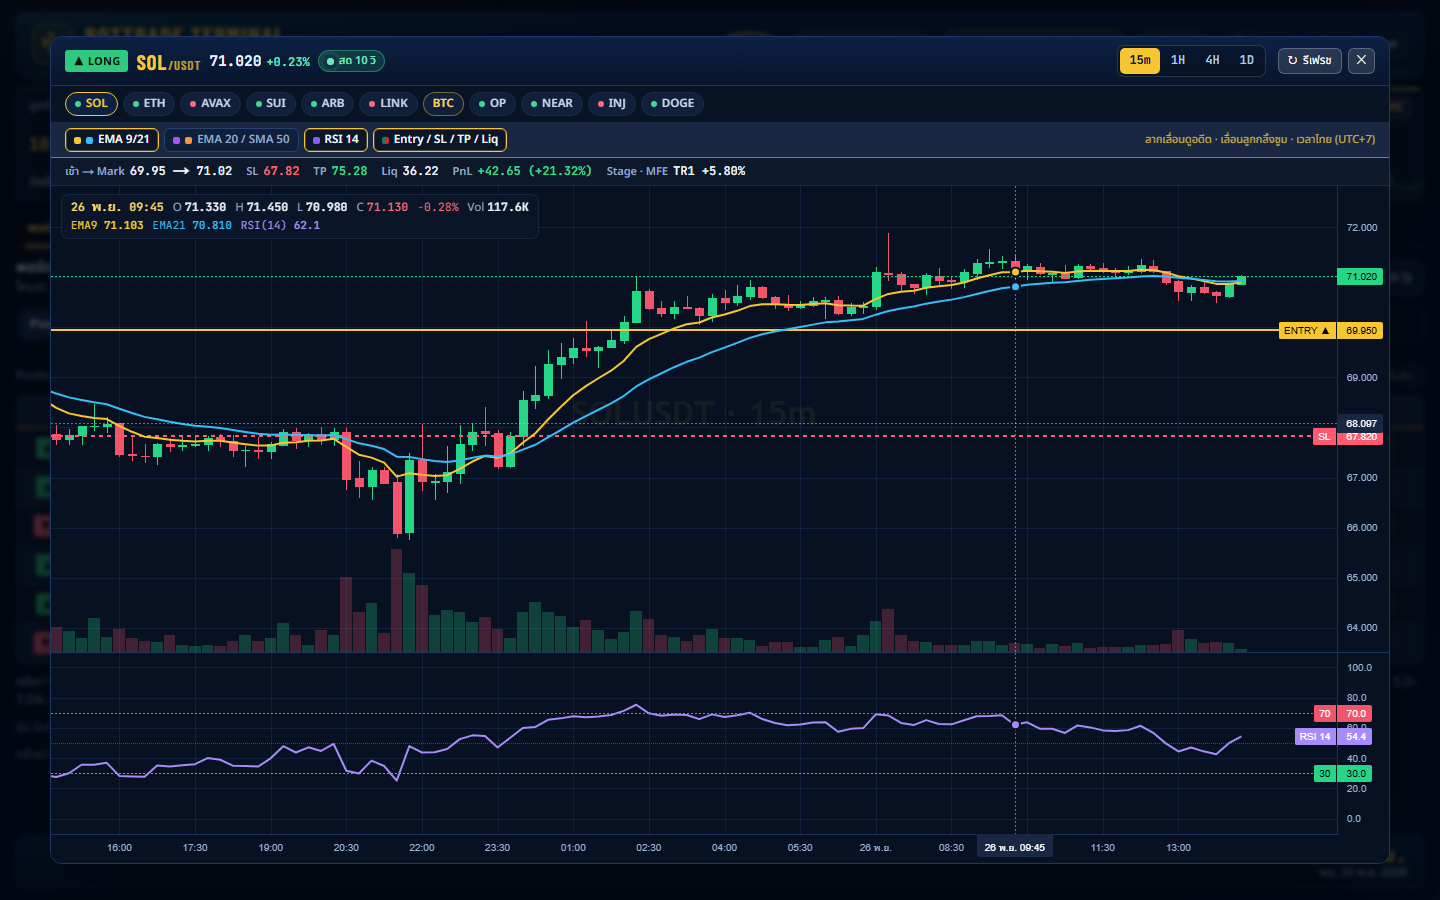 ▲ LONG SOL/USDT 71.020 +0.23% สด 10 วิ 15m 1H 4H 1D ↻ รีเฟรช ✕
SOL ETH AVAX SUI ARB LINK BTC OP NEAR INJ DOGE
EMA 9/21 EMA 20 / SMA 50 RSI 14 Entry / SL / TP / Liq ลากเลื่อนดูอดีต · เลื่อนลูกกลิ้งซูม · เวลาไทย (UTC+7)
เข้า → Mark 69.95 → 71.02 SL 67.82 TP 75.28 Liq 36.22 PnL +42.65 (+21.32%) Stage · MFE TR1 +5.80%
26 พ.ย. 09:45 O 71.330 H 71.450 L 70.980 C 71.130 -0.28% Vol 117.6K
EMA9 71.103 EMA21 70.810 RSI(14) 62.1
72.000
71.020
ENTRY ▲ 69.950
69.000
SOLUSDT · 15m
68.097
SL 67.820
67.000
66.000
65.000
64.000
100.0
80.0
70 70.0
60.0
RSI 14 54.4
40.0
30 30.0
20.0
0.0
16:00 17:30 19:00 20:30 22:00 23:30 01:00 02:30 04:00 05:30 26 พ.ย. 08:30 26 พ.ย. 09:45 11:30 13:00